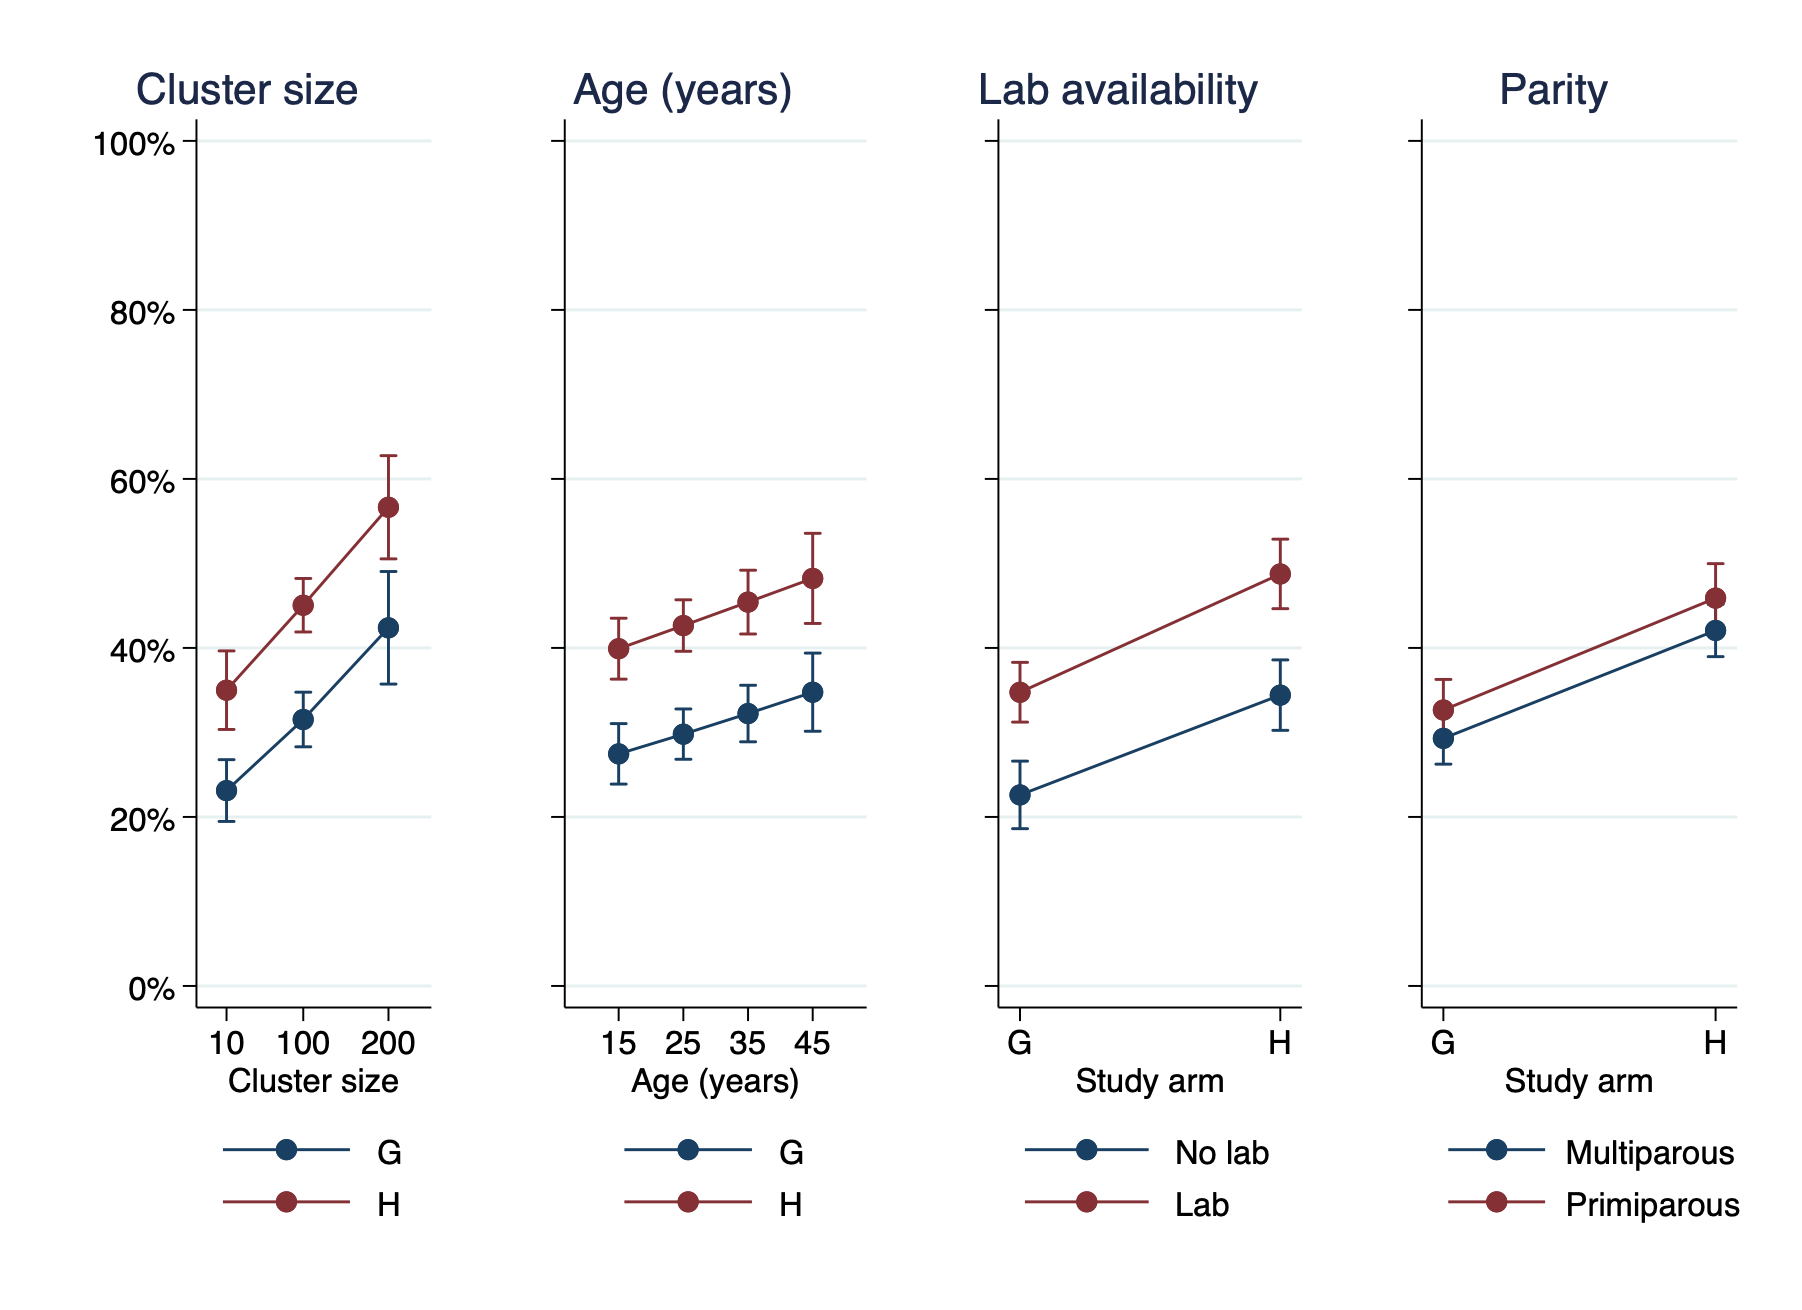 Cluster size
Age (years)
Lab availability
Parity
100%
80%
60%
40%
20%
0%
10 100 200
Cluster size
15 25 35 45
Age (years)
G H
Study arm
G H
Study arm
G
H
G
H
No lab
Lab
Multiparous
Primiparous